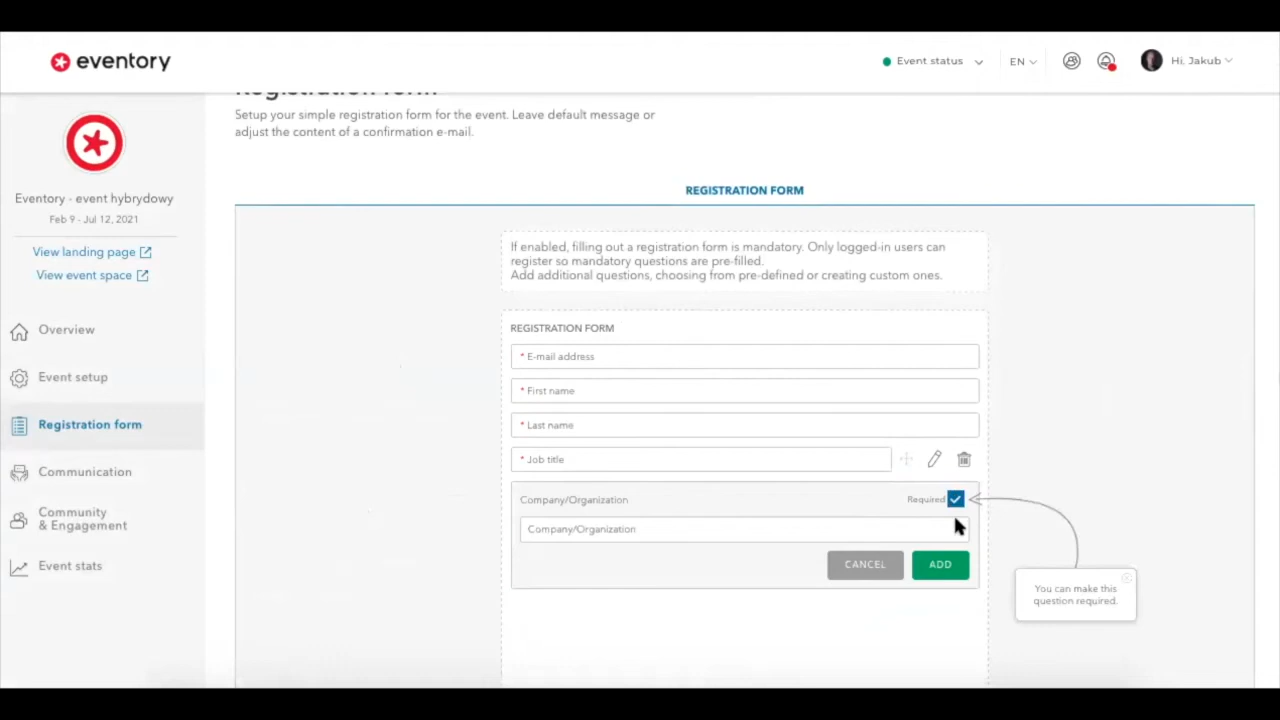 eventory
Event status
EN
Hi, Jakub
Registration form
Setup your simple registration form for the event. Leave default message or
adjust the content of a confirmation e-mail.
Eventory - event hybrydowy
Feb 9 - Jul 12, 2021
View landing page
View event space
Overview
Event setup
Registration form
Communication
Community
& Engagement
Event stats
REGISTRATION FORM
If enabled, filling out a registration form is mandatory. Only logged-in users can
register so mandatory questions are pre-filled.
Add additional questions, choosing from pre-defined or creating custom ones.
REGISTRATION FORM
* E-mail address
* First name
* Last name
* Job title
Company/Organization
Required
Company/Organization
CANCEL
ADD
You can make this
question required.